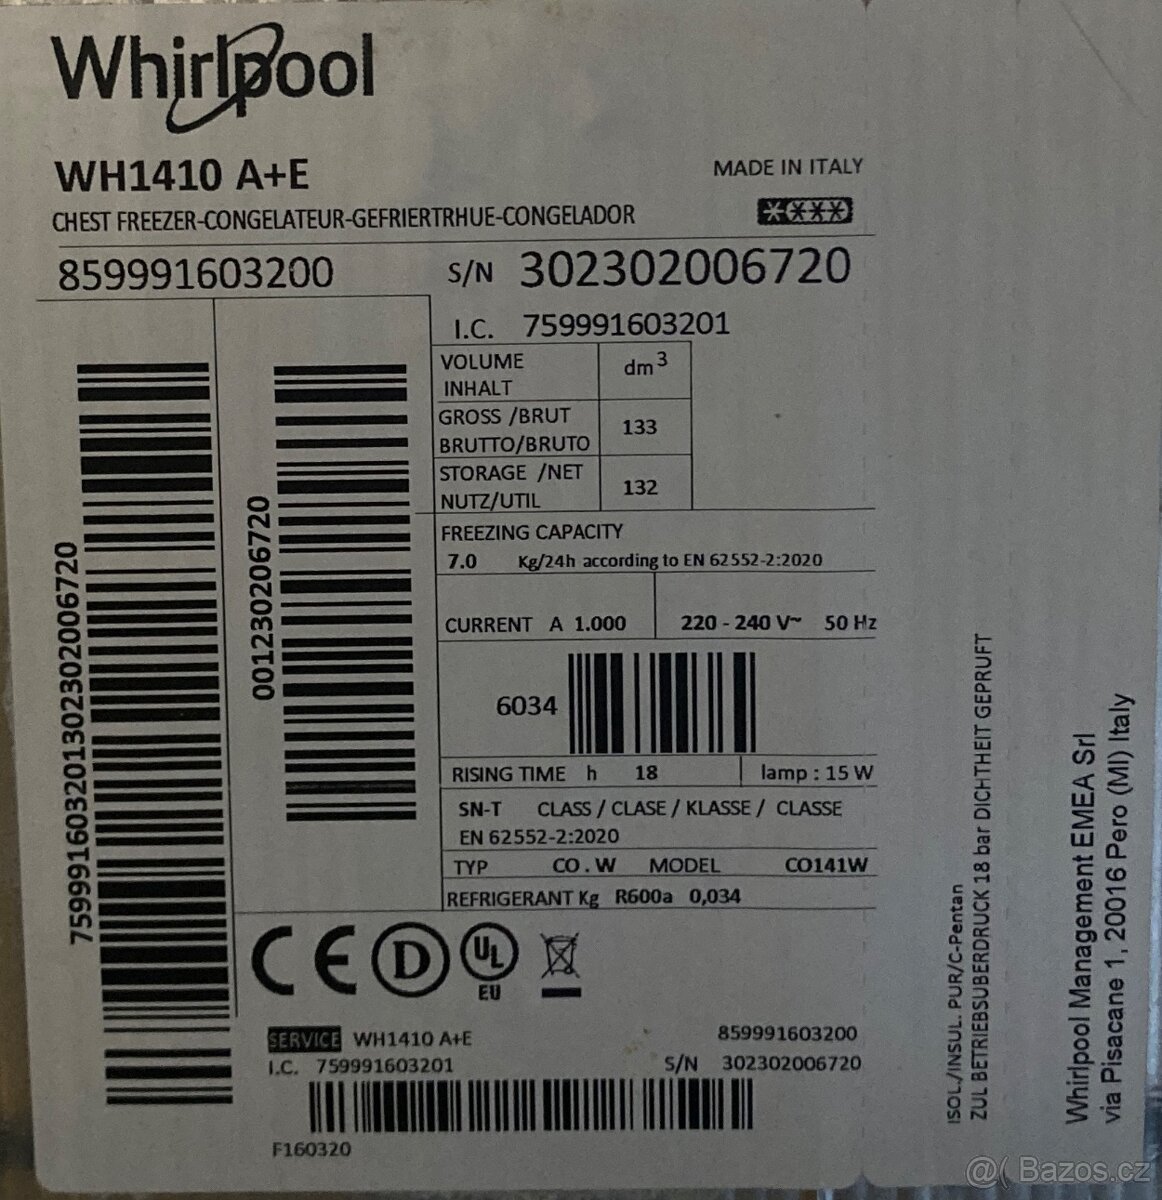 Whirlpool
WH1410 A+E
MADE IN ITALY
CHEST FREEZER-CONGELATEUR-GEFRIERTRHUE-CONGELADOR
859991603200
S/N 302302006720
I.C. 759991603201
VOLUME
INHALT
dm³
GROSS /BRUT
BRUTTO/BRUTO
133
STORAGE /NET
NUTZ/UTIL
132
FREEZING CAPACITY
7.0 Kg/24h according to EN 62552-2:2020
CURRENT A 1.000
220 - 240 V~ 50 Hz
6034
RISING TIME h 18
lamp : 15 W
SN-T CLASS / CLASE / KLASSE / CLASSE
EN 62552-2:2020
TYP CO.W MODEL CO141W
REFRIGERANT Kg R600a 0,034
759991603201302302006720
001230206720
CE
D
UL
EU
SERVICE WH1410 A+E
859991603200
I.C. 759991603201
S/N 302302006720
F160320
ISOL./INSUL. PUR/C-Pentan
ZUL BETRIEBSUBERDRUCK 18 bar DICHTHEIT GEPRUFT
Whirlpool Management EMEA Srl
via Pisacane 1, 20016 Pero (MI) Italy
@( Bazos.cz